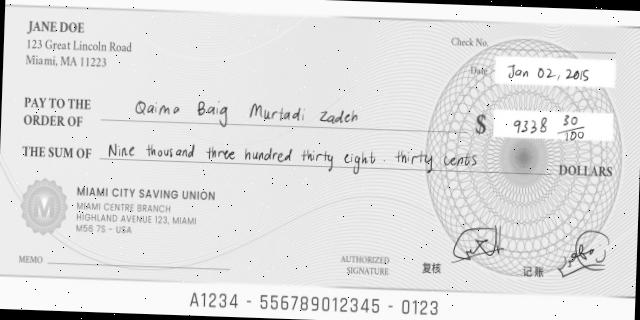 JANE DOE
123 Great Lincoln Road
Miami, MA 11223
Check No.
Date Jan 02, 2015
PAY TO THE ORDER OF Qaima Baig Murtadi Zadeh
$ 9338 30/100
THE SUM OF Nine thousand three hundred thirty eight . thirty cents DOLLARS
M
MIAMI CITY SAVING UNION
MIAMI CENTRE BRANCH
HIGHLAND AVENUE 123, MIAMI
M56 7S - USA
MEMO
AUTHORIZED SIGNATURE
复核
记账
A1234 - 556789012345 - 0123